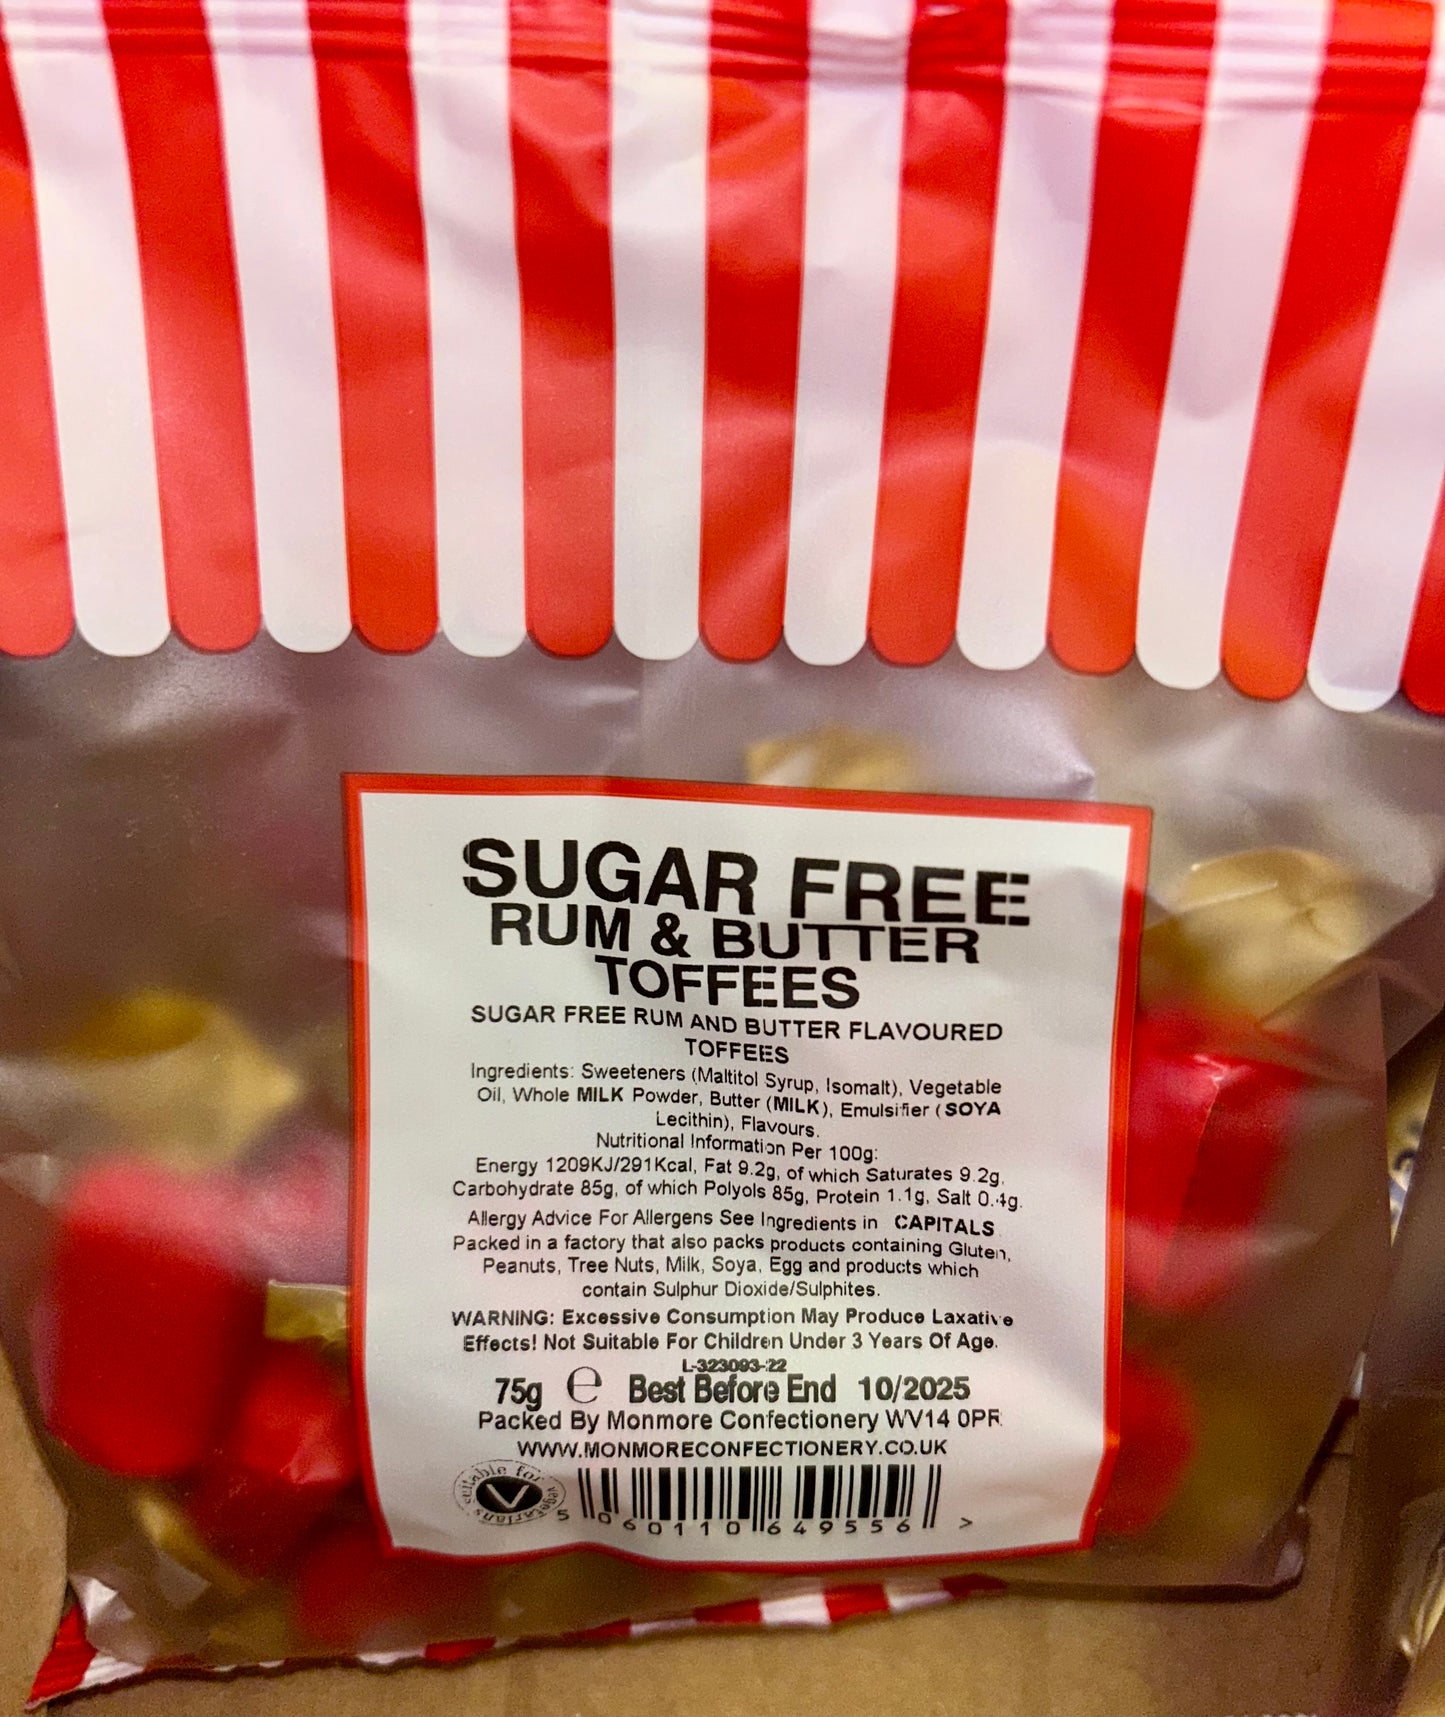 SUGAR FREE
RUM & BUTTER
TOFFEES
SUGAR FREE RUM AND BUTTER FLAVOURED
TOFFEES
Ingredients: Sweeteners (Maltitol Syrup, Isomalt), Vegetable
Oil, Whole MILK Powder, Butter (MILK), Emulsifier (SOYA
Lecithin), Flavours.
Nutritional Information Per 100g:
Energy 1209KJ/291Kcal, Fat 9.2g, of which Saturates 9.2g,
Carbohydrate 85g, of which Polyols 85g, Protein 1.1g, Salt 0.4g.
Allergy Advice For Allergens See Ingredients in CAPITALS
Packed in a factory that also packs products containing Gluten,
Peanuts, Tree Nuts, Milk, Soya, Egg and products which
contain Sulphur Dioxide/Sulphites.
WARNING: Excessive Consumption May Produce Laxative
Effects! Not Suitable For Children Under 3 Years Of Age.
L-323093-22
75g e Best Before End 10/2025
Packed By Monmore Confectionery WV14 0PR
WWW.MONMORECONFECTIONERY.CO.UK
suitable for vegetarians V
5 060110 649556 >